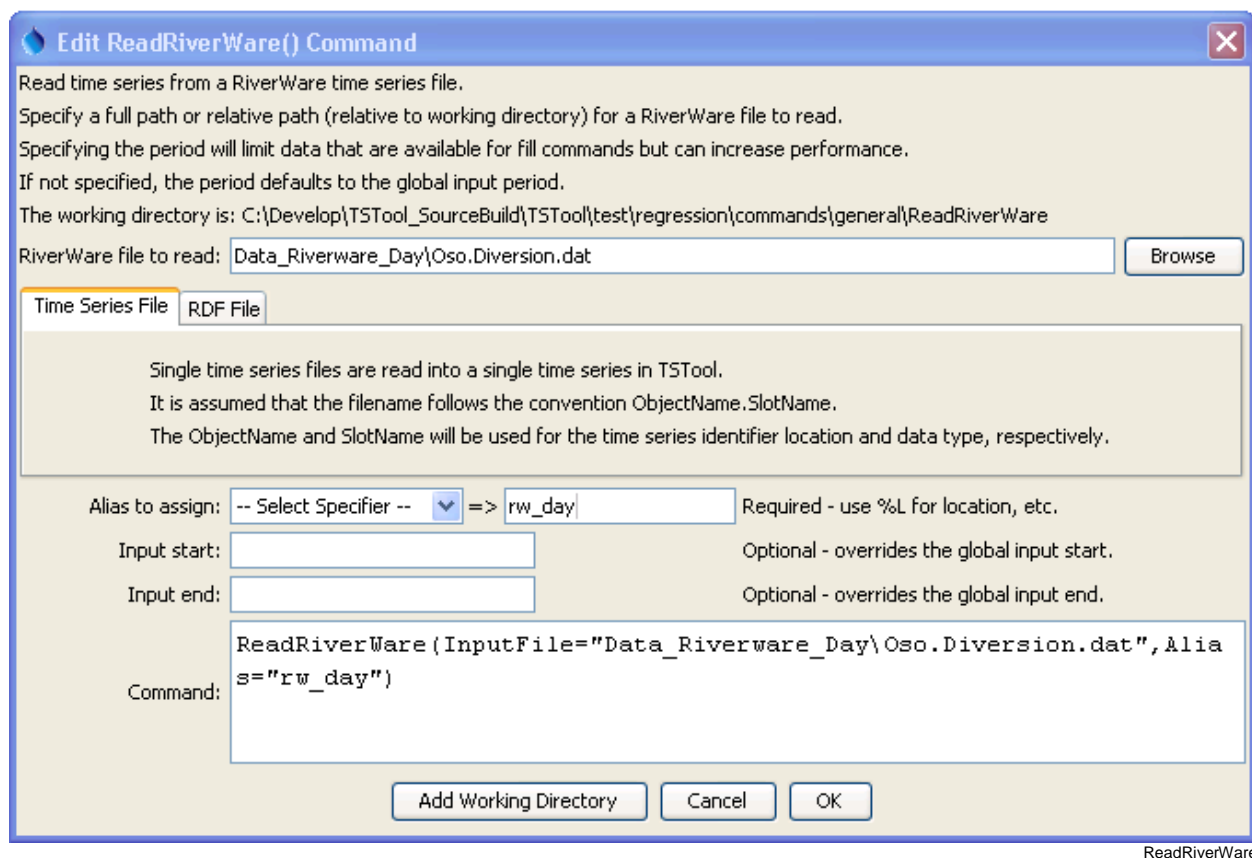 Edit ReadRiverWare() Command
Read time series from a RiverWare time series file.
Specify a full path or relative path (relative to working directory) for a RiverWare file to read.
Specifying the period will limit data that are available for fill commands but can increase performance.
If not specified, the period defaults to the global input period.
The working directory is: C:\Develop\TSTool_SourceBuild\TSTool\test\regression\commands\general\ReadRiverWare
RiverWare file to read: Data_Riverware_Day\Oso.Diversion.dat Browse
Time Series File RDF File
Single time series files are read into a single time series in TSTool.
It is assumed that the filename follows the convention ObjectName.SlotName.
The ObjectName and SlotName will be used for the time series identifier location and data type, respectively.
Alias to assign: -- Select Specifier -- => rw_day Required - use %L for location, etc.
Input start: Optional - overrides the global input start.
Input end: Optional - overrides the global input end.
ReadRiverWare(InputFile="Data_Riverware_Day\Oso.Diversion.dat",Alia
s="rw_day")
Command:
Add Working Directory Cancel OK
ReadRiverWare